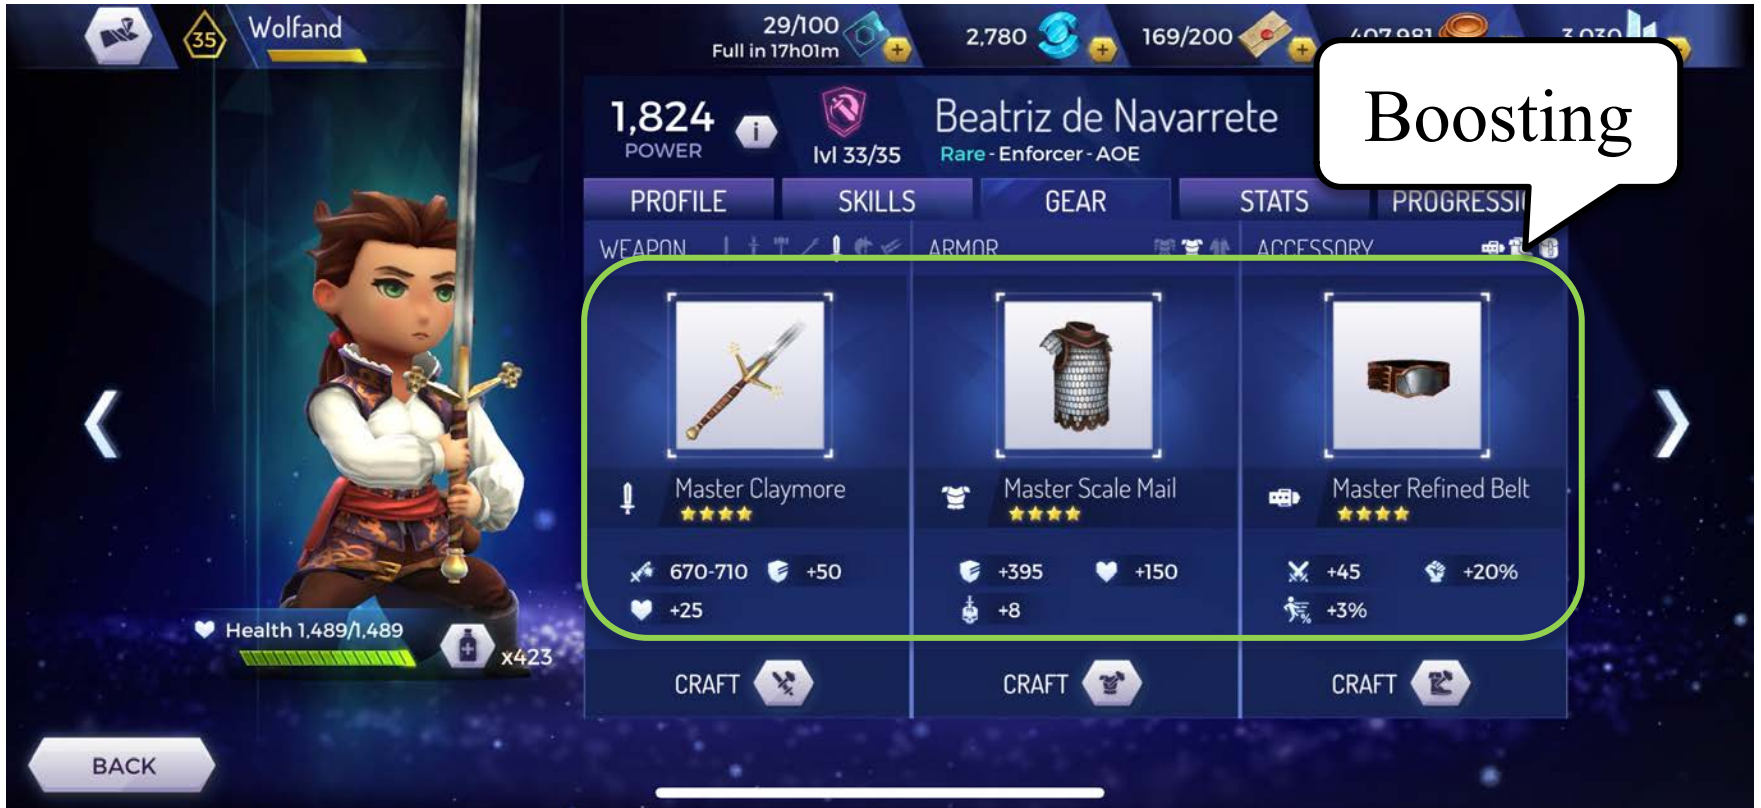 35
Wolfand
29/100
Full in 17h01m
2,780
169/200
Boosting
1,824
POWER
i
lvl 33/35
Beatriz de Navarrete
Rare - Enforcer - AOE
PROFILE
SKILLS
GEAR
STATS
WEAPON
ARMOR
ACCESSORY
Master Claymore
Master Scale Mail
Master Refined Belt
670-710
+50
+25
+395
+150
+8
+45
+20%
+3%
Health 1,489/1,489
x423
CRAFT
CRAFT
CRAFT
BACK